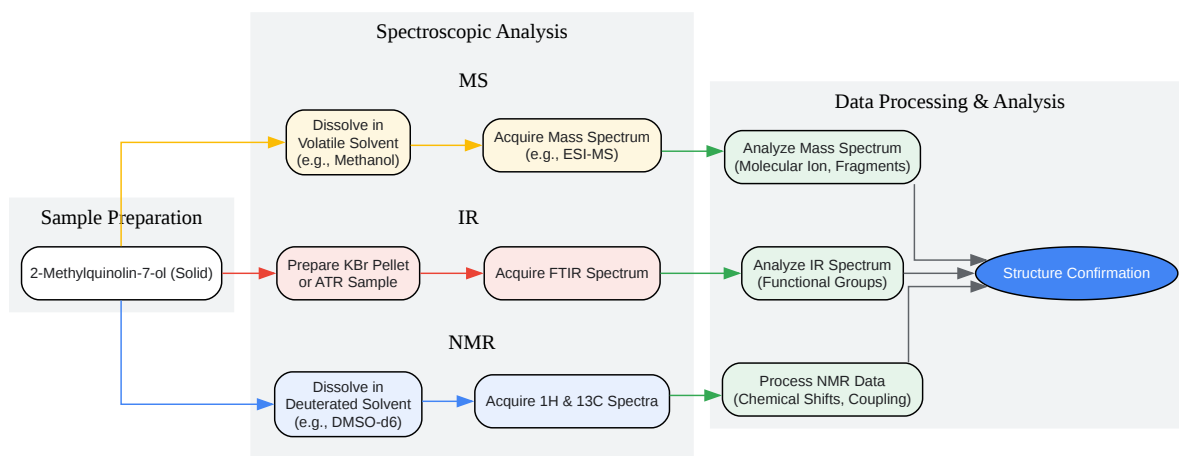 Spectroscopic Analysis
MS
Dissolve in
Volatile Solvent
(e.g., Methanol)
Acquire Mass Spectrum
(e.g., ESI-MS)
Data Processing & Analysis
Analyze Mass Spectrum
(Molecular Ion, Fragments)
Sample Preparation
2-Methylquinolin-7-ol (Solid)
IR
Prepare KBr Pellet
or ATR Sample
Acquire FTIR Spectrum
Analyze IR Spectrum
(Functional Groups)
Structure Confirmation
NMR
Dissolve in
Deuterated Solvent
(e.g., DMSO-d6)
Acquire 1H & 13C Spectra
Process NMR Data
(Chemical Shifts, Coupling)